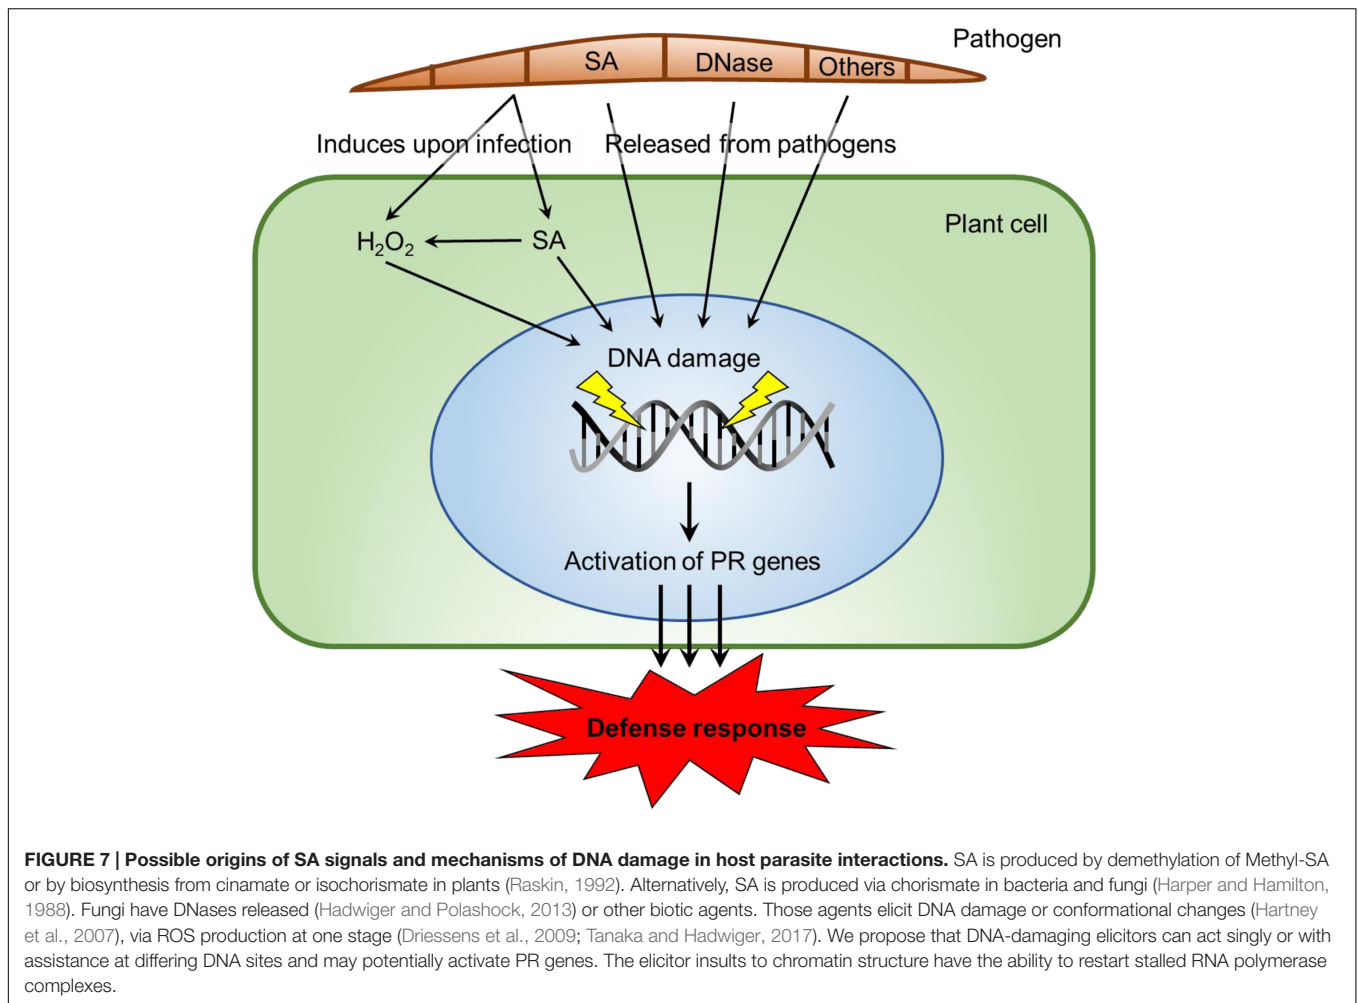 Pathogen
SA DNase Others
Induces upon infection Released from pathogens
Plant cell
H₂O₂ SA
DNA damage
Activation of PR genes
Defense response
FIGURE 7 | Possible origins of SA signals and mechanisms of DNA damage in host parasite interactions. SA is produced by demethylation of Methyl-SA
or by biosynthesis from cinamate or isochorismate in plants (Raskin, 1992). Alternatively, SA is produced via chorismate in bacteria and fungi (Harper and Hamilton,
1988). Fungi have DNases released (Hadwiger and Polashock, 2013) or other biotic agents. Those agents elicit DNA damage or conformational changes (Hartney
et al., 2007), via ROS production at one stage (Driessens et al., 2009; Tanaka and Hadwiger, 2017). We propose that DNA-damaging elicitors can act singly or with
assistance at differing DNA sites and may potentially activate PR genes. The elicitor insults to chromatin structure have the ability to restart stalled RNA polymerase
complexes.